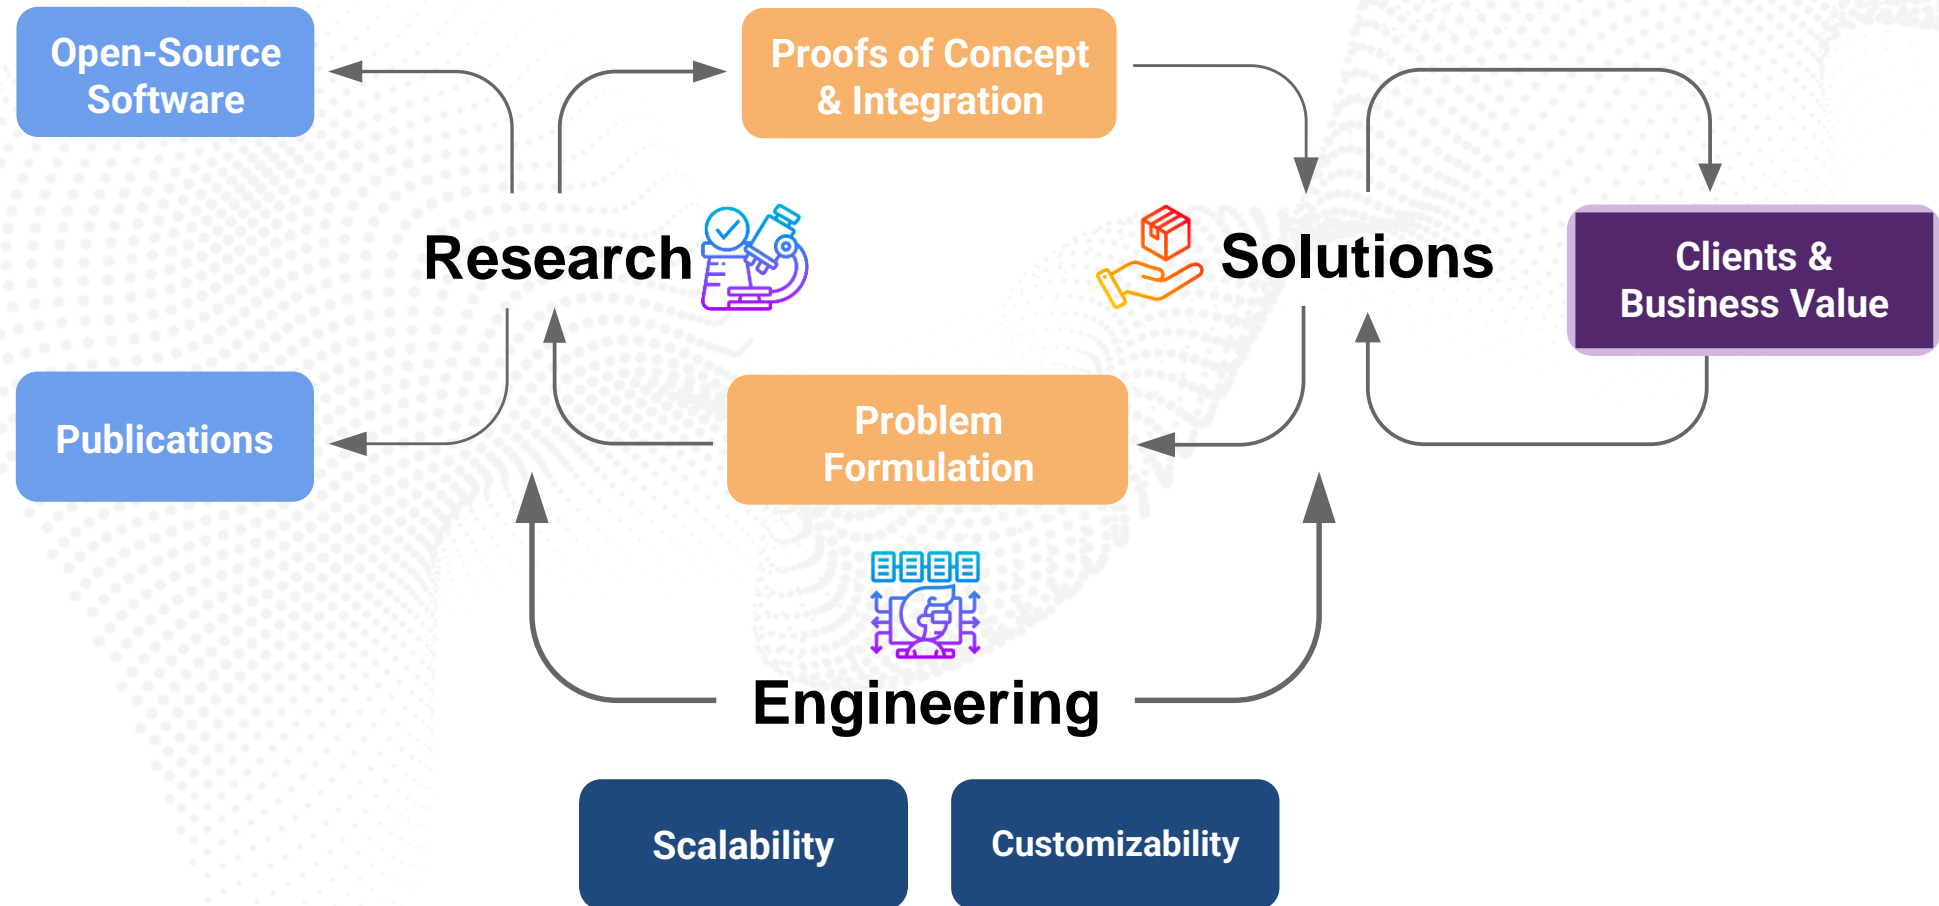 Open-Source
Software
Proofs of Concept
& Integration
Research
Solutions
Clients &
Business Value
Publications
Problem
Formulation
Engineering
Scalability
Customizability